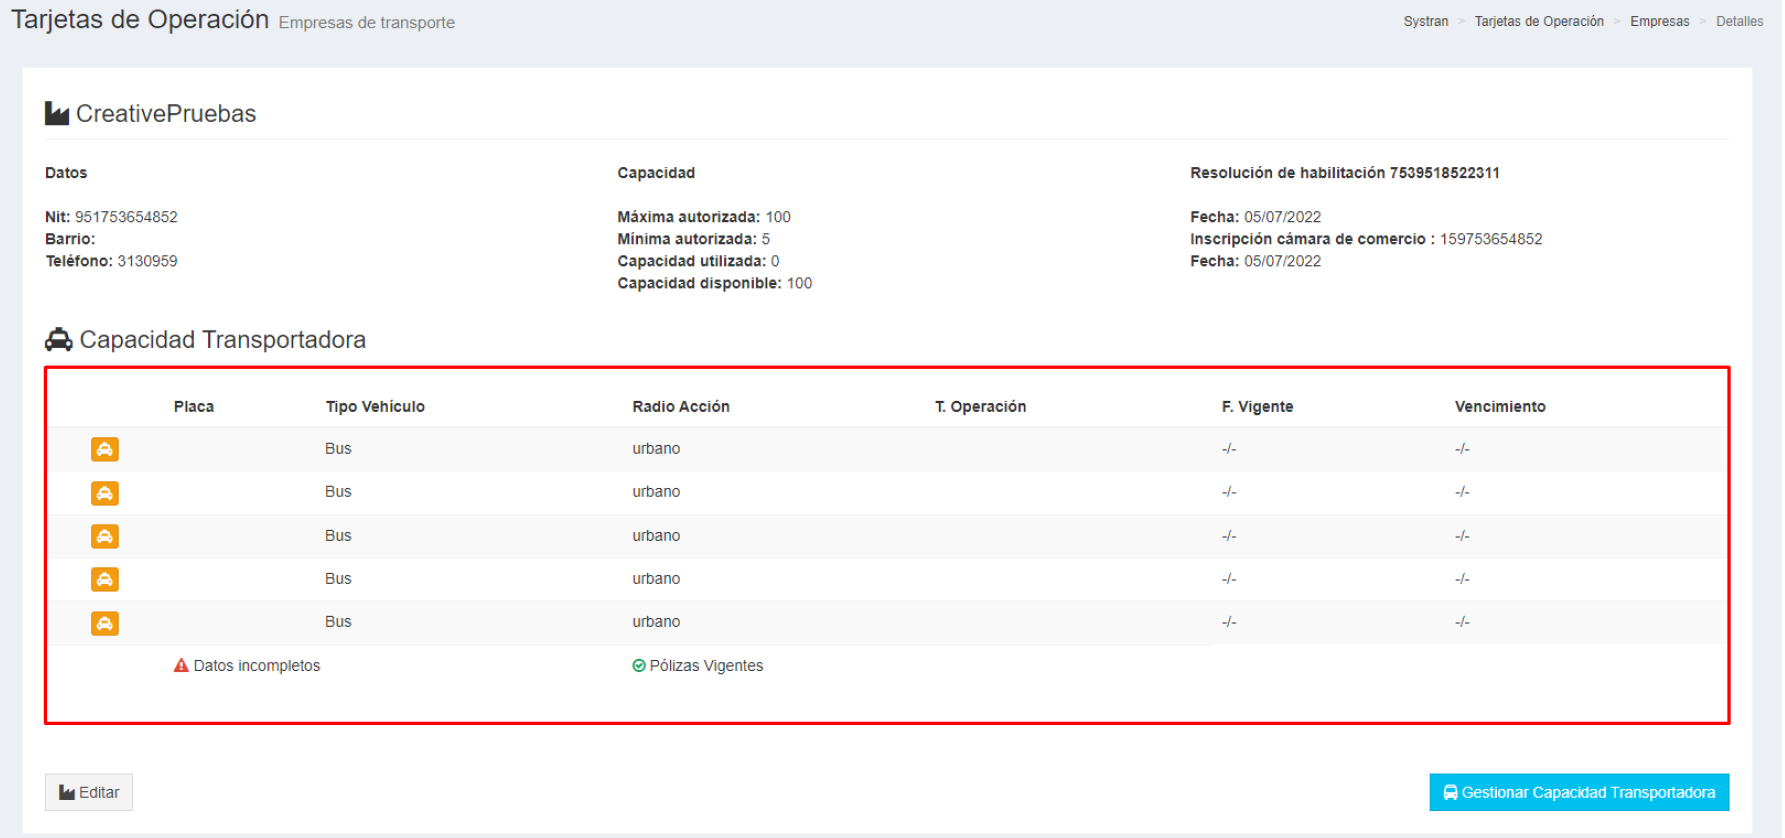 Tarjetas de Operación Empresas de transporte
Systran > Tarjetas de Operación > Empresas > Detalles
CreativePruebas
Datos
Nit: 951753654852
Barrio:
Teléfono: 3130959
Capacidad
Máxima autorizada: 100
Mínima autorizada: 5
Capacidad utilizada: 0
Capacidad disponible: 100
Resolución de habilitación 7539518522311
Fecha: 05/07/2022
Inscripción cámara de comercio : 159753654852
Fecha: 05/07/2022
Capacidad Transportadora
Placa Tipo Vehículo Radio Acción T. Operación F. Vigente Vencimiento
Bus urbano -/- -/-
Bus urbano -/- -/-
Bus urbano -/- -/-
Bus urbano -/- -/-
Bus urbano -/- -/-
Datos incompletos Pólizas Vigentes
Editar
Gestionar Capacidad Transportadora